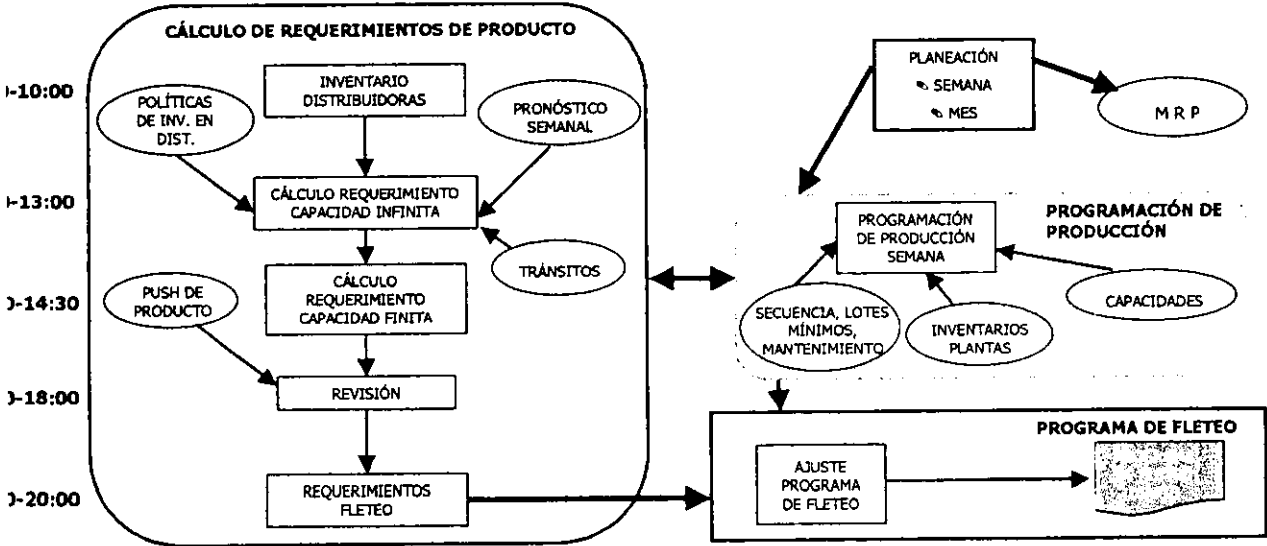 CÁLCULO DE REQUERIMIENTOS DE PRODUCTO
-10:00
POLÍTICAS
DE INV. EN
DIST.
INVENTARIO
DISTRIBUIDORAS
PRONÓSTICO
SEMANAL
-13:00
CÁLCULO REQUERIMIENTO
CAPACIDAD INFINITA
TRÁNSITOS
-14:30
PUSH DE
PRODUCTO
CÁLCULO
REQUERIMIENTO
CAPACIDAD FINITA
-18:00
REVISIÓN
-20:00
REQUERIMIENTOS
FLETEO
PLANEACIÓN
SEMANA
MES
M R P
PROGRAMACIÓN DE
PRODUCCIÓN
PROGRAMACIÓN
DE PRODUCCIÓN
SEMANA
SECUENCIA, LOTES
MÍNIMOS,
MANTENIMIENTO
INVENTARIOS
PLANTAS
CAPACIDADES
PROGRAMA DE FLETEO
AJUSTE
PROGRAMA
DE FLETEO